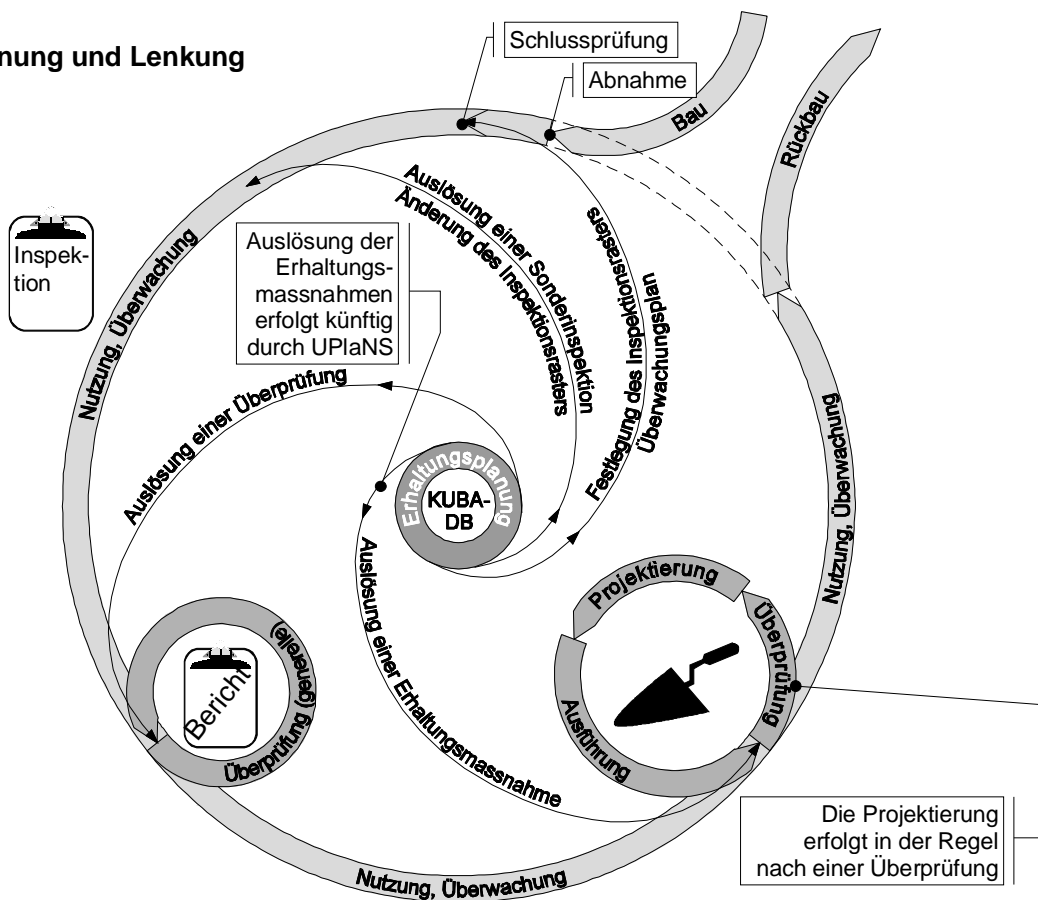 nung und Lenkung
Schlussprüfung
Abnahme
Bau
Rückbau
Inspek-
tion
Nutzung, Überwachung
Auslösung der
Erhaltungs-
massnahmen
erfolgt künftig
durch UPlaNS
Auslösung einer Sonderinspektion
Änderung des Inspektionsrasters
Festlegung des Inspektionsrasters
Überwachungsplan
Auslösung einer Überprüfung
Erhaltungsplanung
KUBA-
DB
Nutzung, Überwachung
Auslösung einer Erhaltungsmassnahme
Projektierung
Überprüfung
Ausführung
Bericht
Überprüfung (generelle)
Die Projektierung
erfolgt in der Regel
nach einer Überprüfung
Nutzung, Überwachung